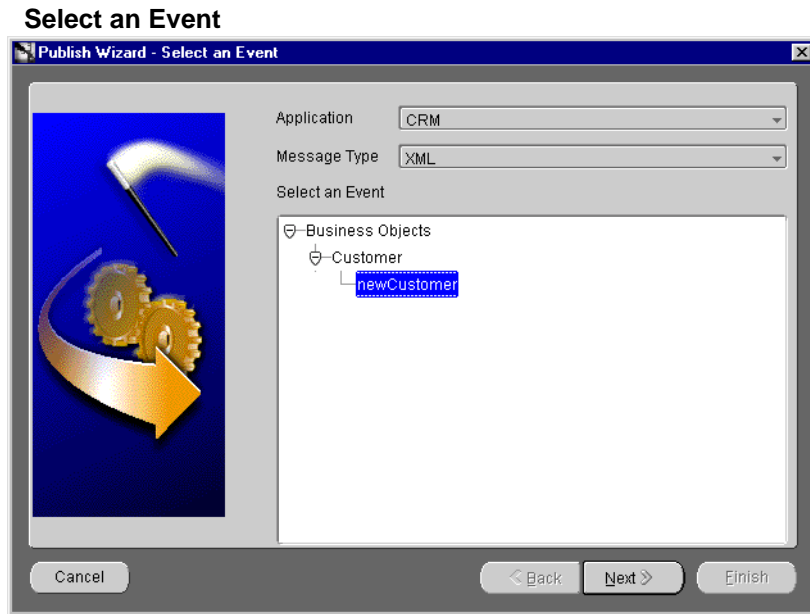 Select an Event
Publish Wizard - Select an Event
Application CRM
Message Type XML
Select an Event
Business Objects
Customer
newCustomer
Cancel Back Next Finish